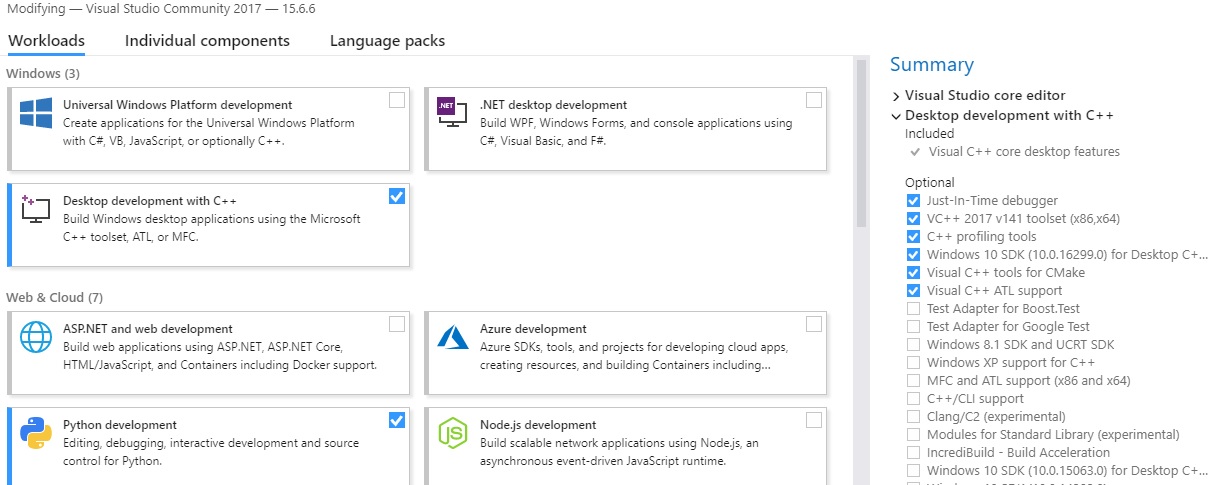 Modifying — Visual Studio Community 2017 — 15.6.6
Workloads
Individual components
Language packs
Windows (3)
Universal Windows Platform development
Create applications for the Universal Windows Platform
with C#, VB, JavaScript, or optionally C++.
.NET
.NET desktop development
Build WPF, Windows Forms, and console applications using
C#, Visual Basic, and F#.
Desktop development with C++
Build Windows desktop applications using the Microsoft
C++ toolset, ATL, or MFC.
Web & Cloud (7)
ASP.NET and web development
Build web applications using ASP.NET, ASP.NET Core,
HTML/JavaScript, and Containers including Docker support.
Azure development
Azure SDKs, tools, and projects for developing cloud apps,
creating resources, and building Containers including...
Python development
Editing, debugging, interactive development and source
control for Python.
JS
Node.js development
Build scalable network applications using Node.js, an
asynchronous event-driven JavaScript runtime.
Summary
Visual Studio core editor
Desktop development with C++
Included
Visual C++ core desktop features
Optional
Just-In-Time debugger
VC++ 2017 v141 toolset (x86,x64)
C++ profiling tools
Windows 10 SDK (10.0.16299.0) for Desktop C+...
Visual C++ tools for CMake
Visual C++ ATL support
Test Adapter for Boost.Test
Test Adapter for Google Test
Windows 8.1 SDK and UCRT SDK
Windows XP support for C++
MFC and ATL support (x86 and x64)
C++/CLI support
Clang/C2 (experimental)
Modules for Standard Library (experimental)
IncrediBuild - Build Acceleration
Windows 10 SDK (10.0.15063.0) for Desktop C+...